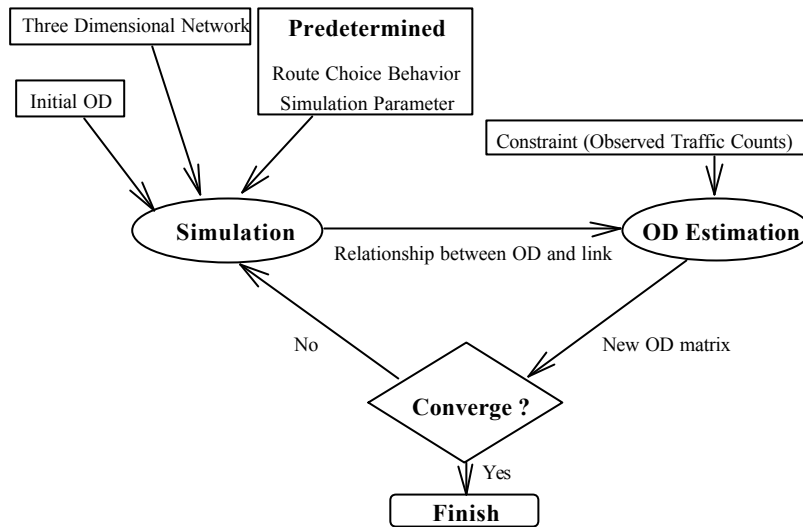 Three Dimensional Network
Predetermined
Route Choice Behavior
Simulation Parameter
Initial OD
Constraint (Observed Traffic Counts)
Simulation
OD Estimation
Relationship between OD and link
No
New OD matrix
Converge ?
Yes
Finish